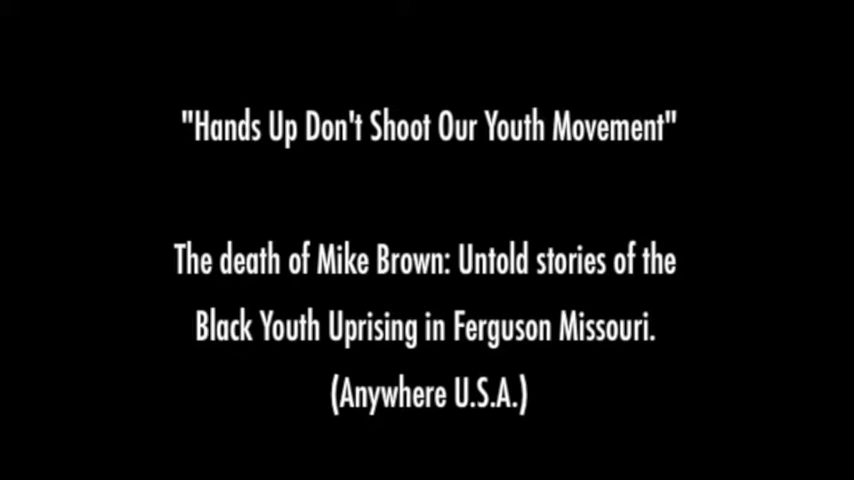 "Hands Up Don't Shoot Our Youth Movement"
The death of Mike Brown: Untold stories of the
Black Youth Uprising in Ferguson Missouri.
(Anywhere U.S.A.)